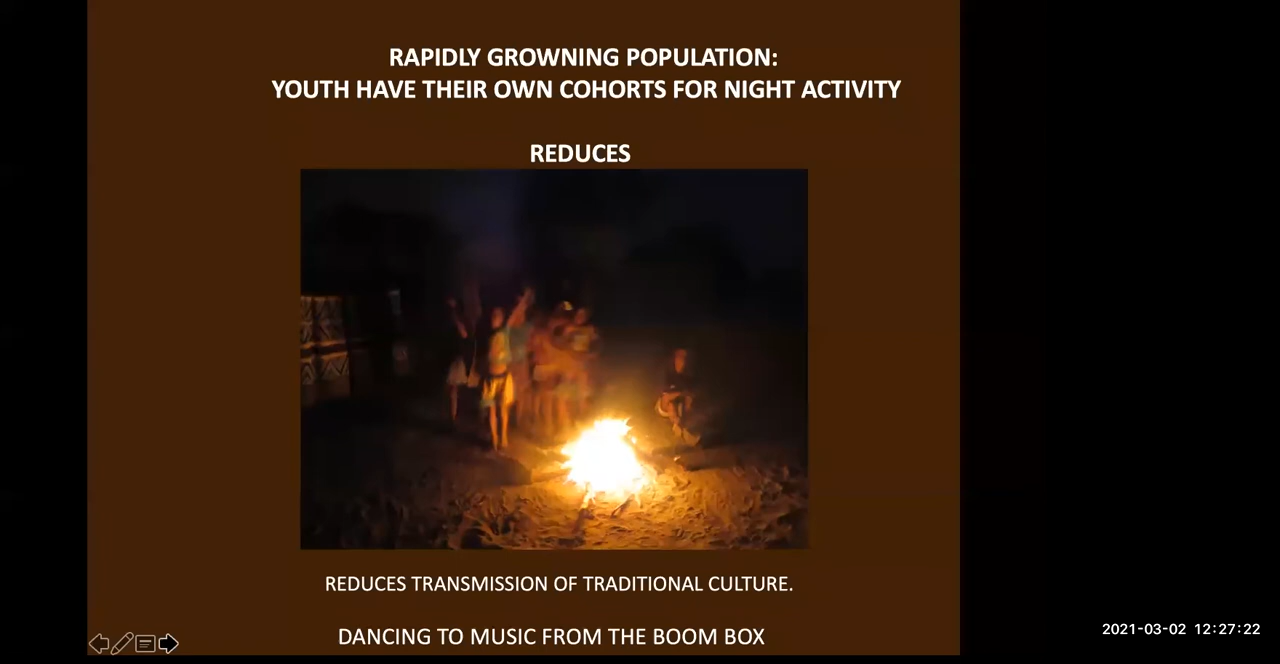 RAPIDLY GROWNING POPULATION:
YOUTH HAVE THEIR OWN COHORTS FOR NIGHT ACTIVITY
REDUCES
REDUCES TRANSMISSION OF TRADITIONAL CULTURE.
DANCING TO MUSIC FROM THE BOOM BOX
2021-03-02 12:27:22